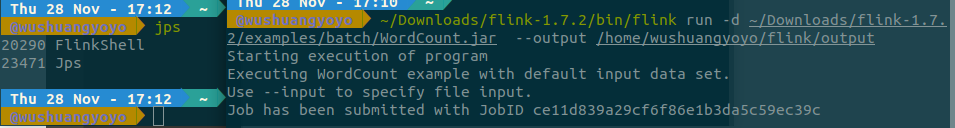 Thu 28 Nov - 17:12 ~
@wushuangyoyo jps
20290 FlinkShell
23471 Jps
Thu 28 Nov - 17:12 ~
@wushuangyoyo
Thu 28 Nov - 17:10 ~
@wushuangyoyo ~/Downloads/flink-1.7.2/bin/flink run -d ~/Downloads/flink-1.7.
2/examples/batch/WordCount.jar --output /home/wushuangyoyo/flink/output
Starting execution of program
Executing WordCount example with default input data set.
Use --input to specify file input.
Job has been submitted with JobID ce11d839a29cf6f86e1b3da5c59ec39c